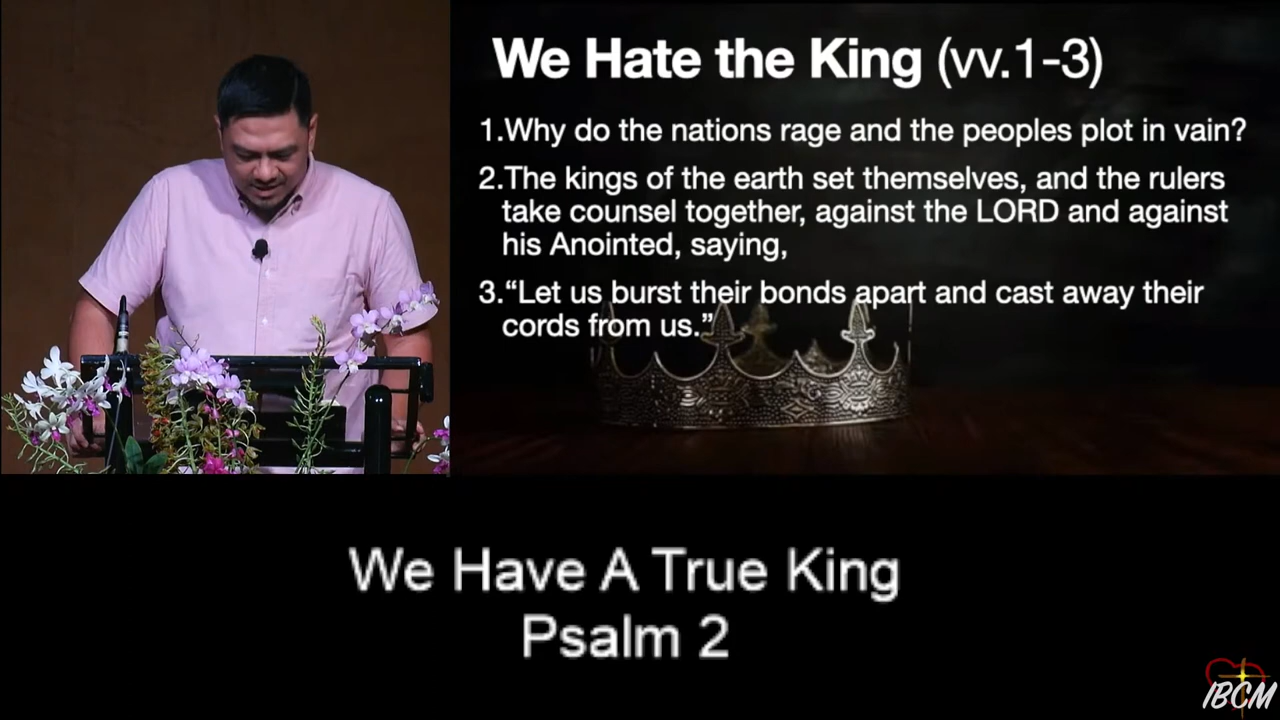 We Hate the King (vv.1-3)
1.Why do the nations rage and the peoples plot in vain?
2.The kings of the earth set themselves, and the rulers
take counsel together, against the LORD and against
his Anointed, saying,
3.“Let us burst their bonds apart and cast away their
cords from us.”
We Have A True King
Psalm 2
IBCM